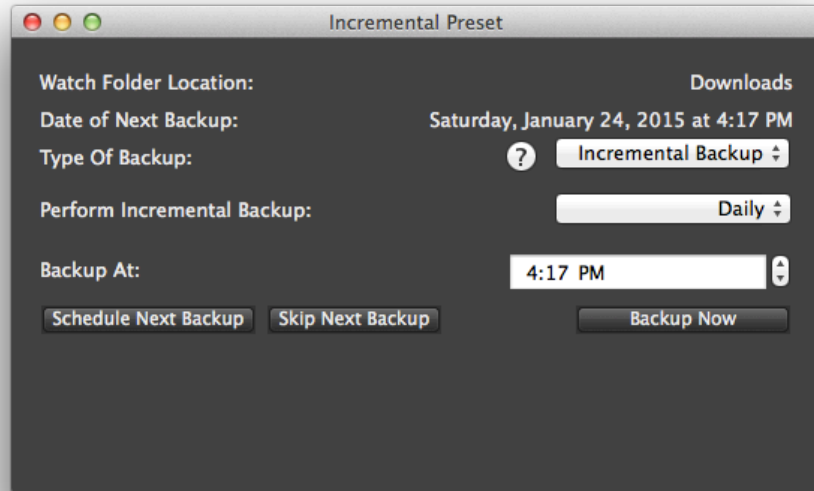 Incremental Preset
Watch Folder Location: Downloads
Date of Next Backup: Saturday, January 24, 2015 at 4:17 PM
Type Of Backup: ? Incremental Backup
Perform Incremental Backup: Daily
Backup At: 4:17 PM
Schedule Next Backup Skip Next Backup Backup Now